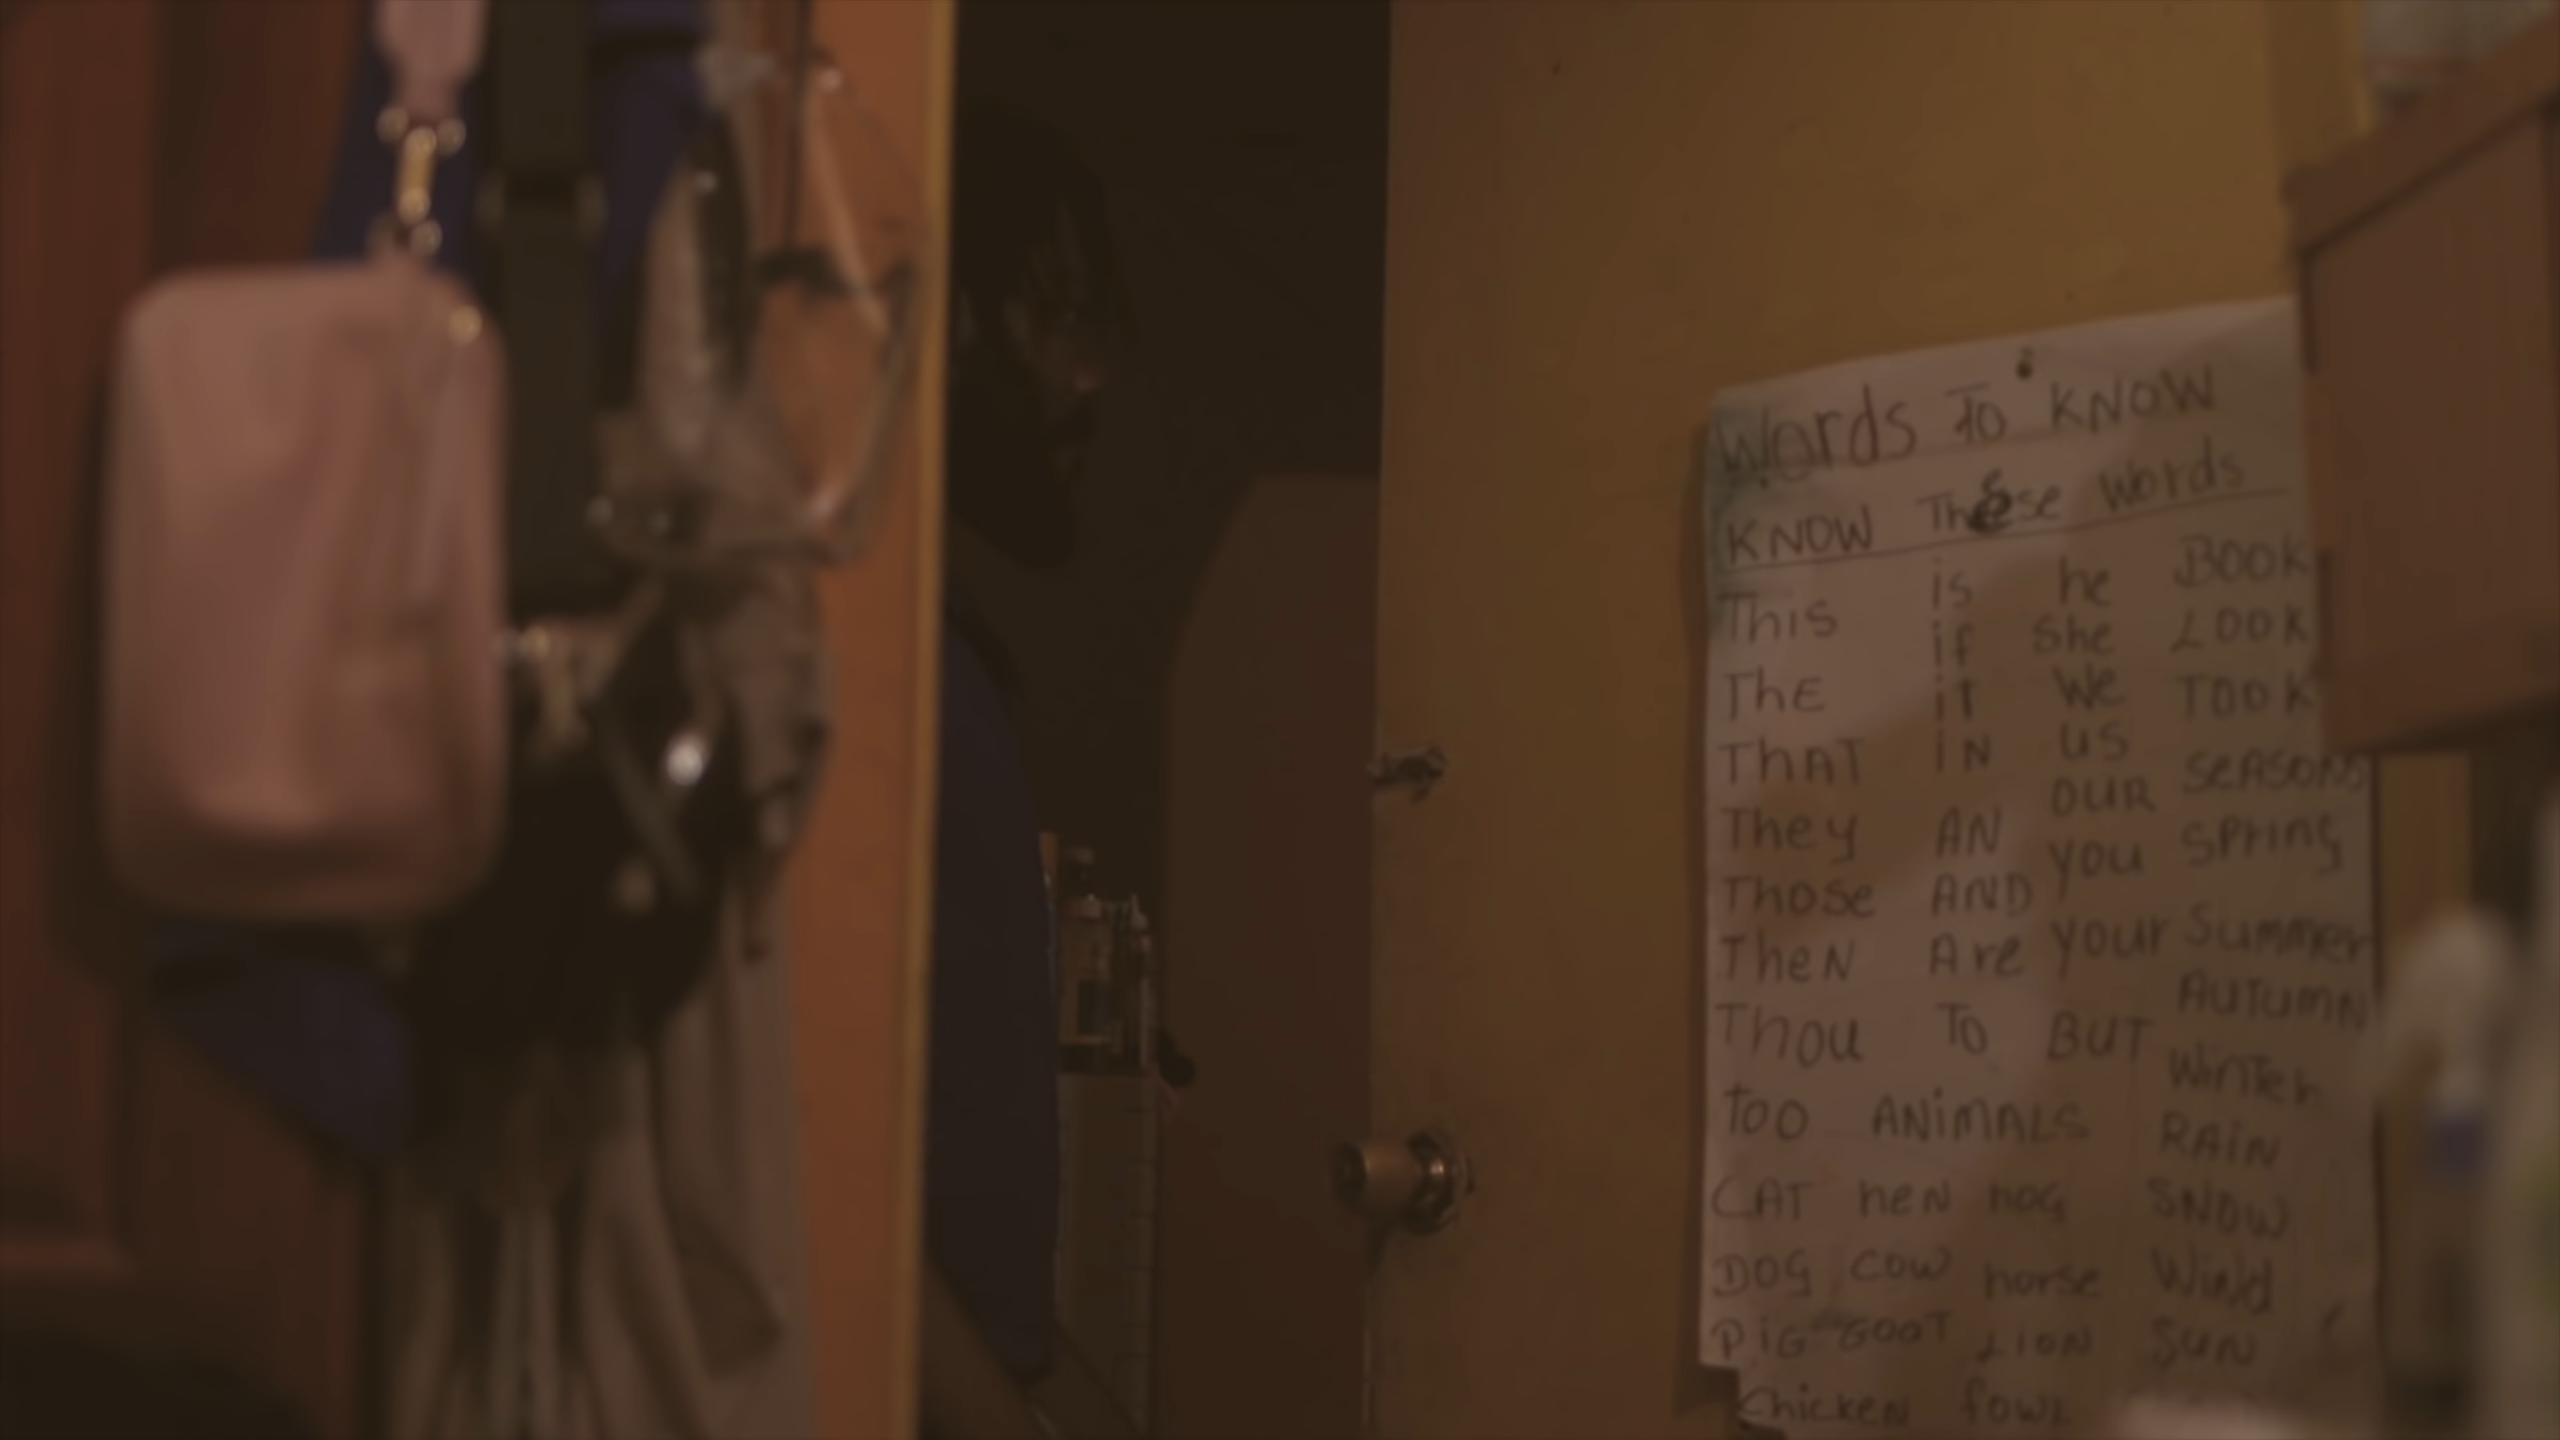 Words To KNOW
KNOW These Words
This is he BOOK
The if she LOOK
THAT it We TOOK
They iN us SEASONS
Those AN OUR Spring
TheN AND you Summer
Thou Are your AUTUMN
Too To BUT WinTer
ANiMALS RAiN
CAT heN hog SNOW
DOG COW horse WiNd
PiG GOOT LION SUN
Chicken fowl